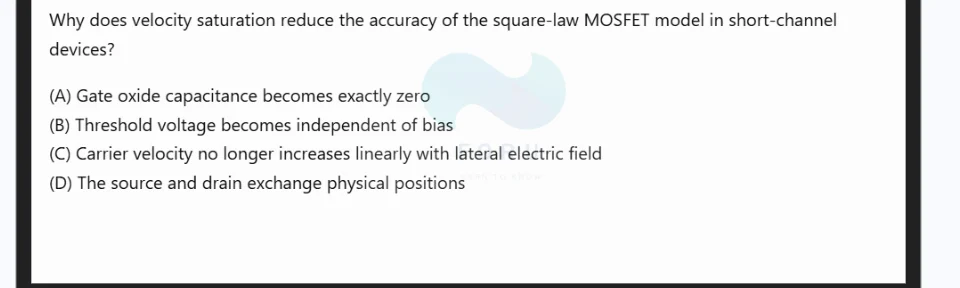 Why does velocity saturation reduce the accuracy of the square-law MOSFET model in short-channel
devices?
(A) Gate oxide capacitance becomes exactly zero
(B) Threshold voltage becomes independent of bias
(C) Carrier velocity no longer increases linearly with lateral electric field
(D) The source and drain exchange physical positions